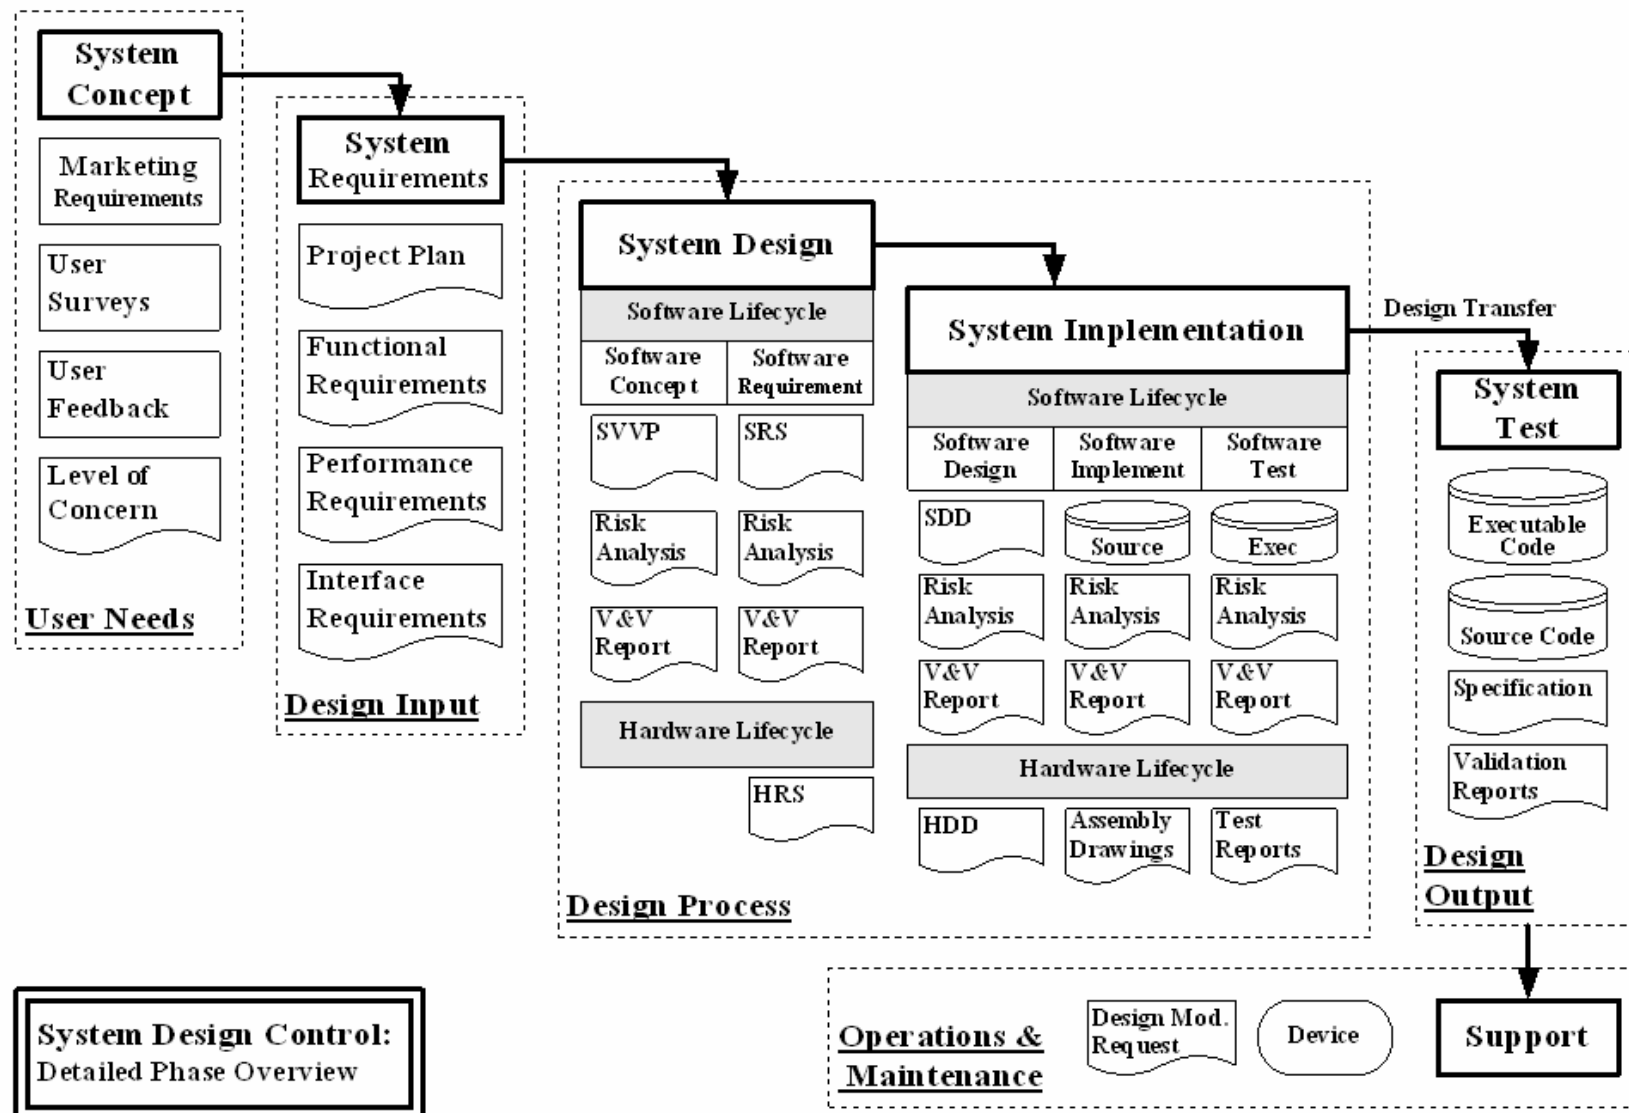 System
Concept
Marketing
Requirements
User
Surveys
User
Feedback
Level of
Concern
User Needs
System
Requirements
Project Plan
Functional
Requirements
Performance
Requirements
Interface
Requirements
Design Input
System Design
Software Lifecycle
Software
Concept
Software
Requirement
SVVP
SRS
Risk
Analysis
Risk
Analysis
V&V
Report
V&V
Report
Hardware Lifecycle
HRS
Design Process
System Implementation
Software Lifecycle
Software
Design
Software
Implement
Software
Test
SDD
Source
Exec
Risk
Analysis
Risk
Analysis
Risk
Analysis
V&V
Report
V&V
Report
V&V
Report
Hardware Lifecycle
HDD
Assembly
Drawings
Test
Reports
Design Transfer
System
Test
Executable
Code
Source Code
Specification
Validation
Reports
Design
Output
Operations &
Maintenance
Design Mod.
Request
Device
Support
System Design Control:
Detailed Phase Overview